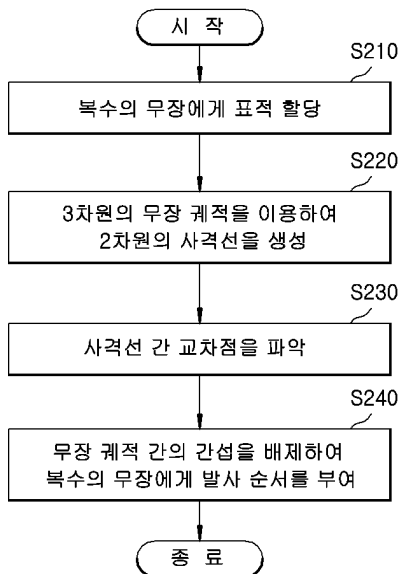 시 작
S210
복수의 무장에게 표적 할당
S220
3차원의 무장 궤적을 이용하여
2차원의 사격선을 생성
S230
사격선 간 교차점을 파악
S240
무장 궤적 간의 간섭을 배제하여
복수의 무장에게 발사 순서를 부여
종 료